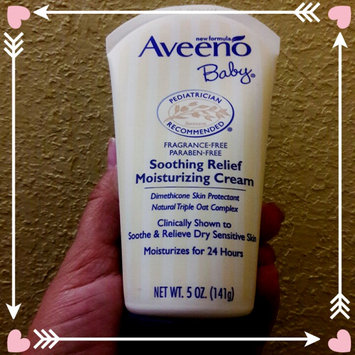 new formula
Aveeno®
Baby®
PEDIATRICIAN
RECOMMENDED
FRAGRANCE-FREE
PARABEN-FREE
Soothing Relief
Moisturizing Cream
Dimethicone Skin Protectant
Natural Triple Oat Complex
Clinically Shown to
Soothe & Relieve Dry Sensitive Skin
Moisturizes for 24 Hours
NET WT. 5 OZ. (141g)